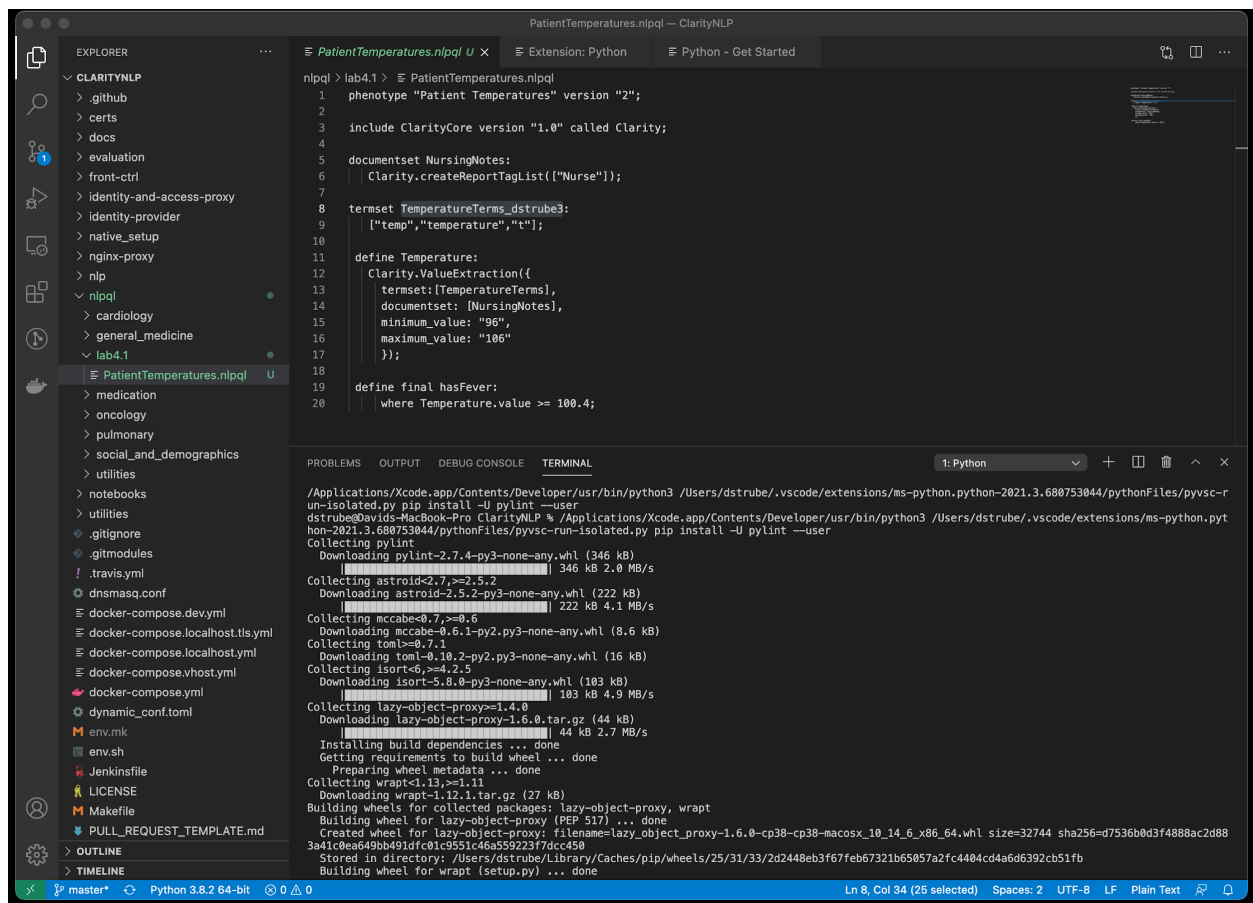 PatientTemperatures.nlpql — ClarityNLP
EXPLORER
CLARITYNLP
.github
certs
docs
evaluation
front-ctrl
identity-and-access-proxy
identity-provider
native_setup
nginx-proxy
nlp
nlpql
cardiology
general_medicine
lab4.1
PatientTemperatures.nlpql U
medication
oncology
pulmonary
social_and_demographics
utilities
notebooks
utilities
.gitignore
.gitmodules
.travis.yml
dnsmasq.conf
docker-compose.dev.yml
docker-compose.localhost.tls.yml
docker-compose.localhost.yml
docker-compose.vhost.yml
docker-compose.yml
dynamic_conf.toml
env.mk
env.sh
Jenkinsfile
LICENSE
Makefile
PULL_REQUEST_TEMPLATE.md
OUTLINE
TIMELINE
1
PatientTemperatures.nlpql U Extension: Python Python - Get Started
nlpql > lab4.1 > PatientTemperatures.nlpql
1 phenotype "Patient Temperatures" version "2";
2
3 include ClarityCore version "1.0" called Clarity;
4
5 documentset NursingNotes:
6 Clarity.createReportTagList(["Nurse"]);
7
8 termset TemperatureTerms_dstrube3:
9 ["temp","temperature","t"];
10
11 define Temperature:
12 Clarity.ValueExtraction({
13 termset:[TemperatureTerms],
14 documentset: [NursingNotes],
15 minimum_value: "96",
16 maximum_value: "106"
17 });
18
19 define final hasFever:
20 where Temperature.value >= 100.4;
PROBLEMS OUTPUT DEBUG CONSOLE TERMINAL 1: Python
/Applications/Xcode.app/Contents/Developer/usr/bin/python3 /Users/dstrube/.vscode/extensions/ms-python.python-2021.3.680753044/pythonFiles/pyvsc-r
un-isolated.py pip install -U pylint --user
dstrube@Davids-MacBook-Pro ClarityNLP % /Applications/Xcode.app/Contents/Developer/usr/bin/python3 /Users/dstrube/.vscode/extensions/ms-python.pyt
hon-2021.3.680753044/pythonFiles/pyvsc-run-isolated.py pip install -U pylint --user
Collecting pylint
Downloading pylint-2.7.4-py3-none-any.whl (346 kB)
346 kB 2.0 MB/s
Collecting astroid<2.7,>=2.5.2
Downloading astroid-2.5.2-py3-none-any.whl (222 kB)
222 kB 4.1 MB/s
Collecting mccabe<0.7,>=0.6
Downloading mccabe-0.6.1-py2.py3-none-any.whl (8.6 kB)
Collecting toml>=0.7.1
Downloading toml-0.10.2-py2.py3-none-any.whl (16 kB)
Collecting isort<6,>=4.2.5
Downloading isort-5.8.0-py3-none-any.whl (103 kB)
103 kB 4.9 MB/s
Collecting lazy-object-proxy>=1.4.0
Downloading lazy-object-proxy-1.6.0.tar.gz (44 kB)
44 kB 2.7 MB/s
Installing build dependencies ... done
Getting requirements to build wheel ... done
Preparing wheel metadata ... done
Collecting wrapt<1.13,>=1.11
Downloading wrapt-1.12.1.tar.gz (27 kB)
Building wheels for collected packages: lazy-object-proxy, wrapt
Building wheel for lazy-object-proxy (PEP 517) ... done
Created wheel for lazy-object-proxy: filename=lazy_object_proxy-1.6.0-cp38-cp38-macosx_10_14_6_x86_64.whl size=32744 sha256=d7536b0d3f4888ac2d88
3a41c0ea649bb491dfc01c9551c46a559223f7dcc450
Stored in directory: /Users/dstrube/Library/Caches/pip/wheels/25/31/33/2d2448eb3f67feb67321b65057a2fc4404cd4a6d6392cb51fb
Building wheel for wrapt (setup.py) ... done
master* Python 3.8.2 64-bit 0 0 Ln 8, Col 34 (25 selected) Spaces: 2 UTF-8 LF Plain Text